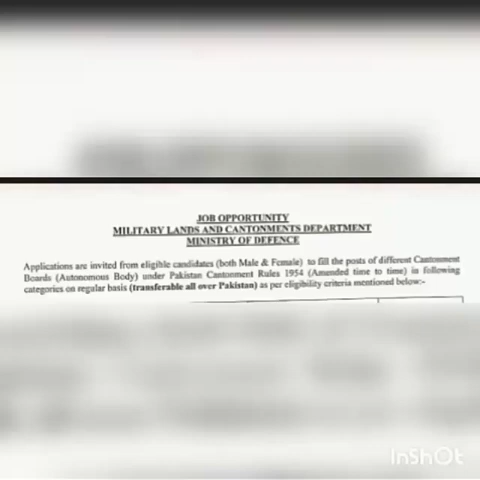 JOB OPPORTUNITY
MILITARY LANDS AND CANTONMENTS DEPARTMENT
MINISTRY OF DEFENCE
Applications are invited from eligible candidates (both Male & Female) to fill the posts of different Cantonment
Boards (Autonomous Body) under Pakistan Cantonment Rules 1954 (Amended time to time) in following
categories on regular basis (transferable all over Pakistan) as per eligibility criteria mentioned below:-
InShOt